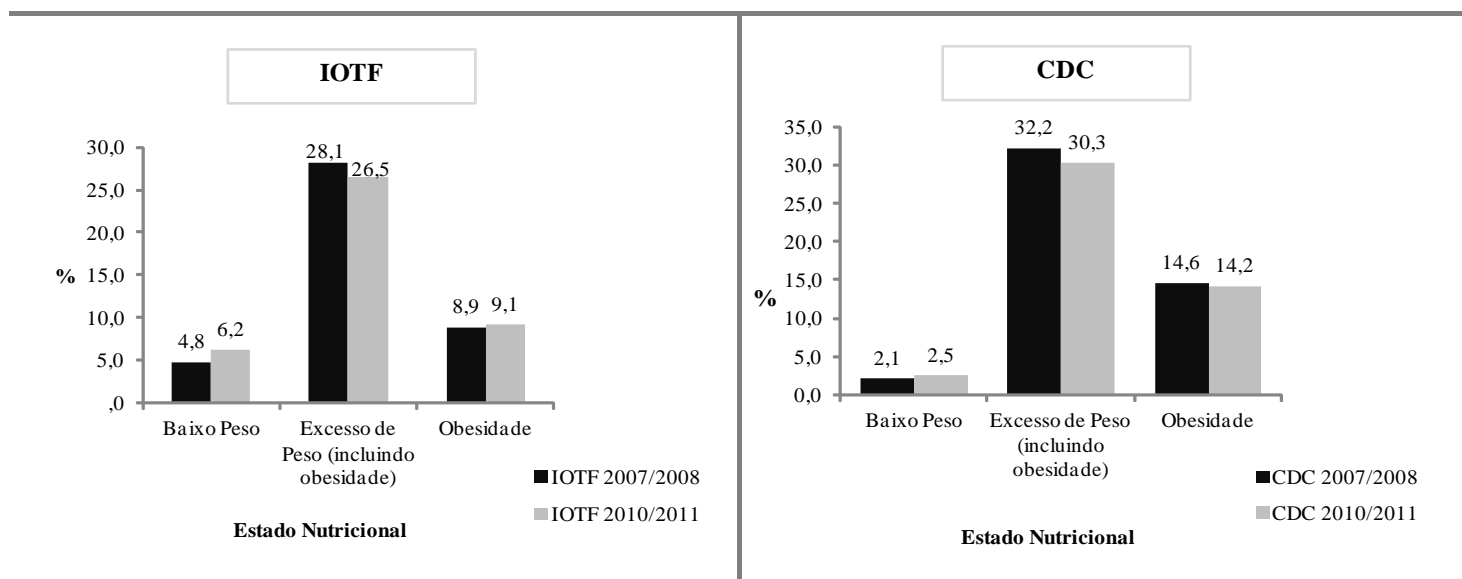 IOTF
30,0
25,0
20,0
15,0
10,0
5,0
,0
%
28,1
26,5
4,8
6,2
8,9
9,1
Baixo Peso
Excesso de
Peso (incluindo
obesidade)
Obesidade
IOTF 2007/2008
IOTF 2010/2011
Estado Nutricional
CDC
35,0
30,0
25,0
20,0
15,0
10,0
5,0
0,0
%
32,2
30,3
14,6
14,2
2,1
2,5
Baixo Peso
Excesso de Peso
(incluindo
obesidade)
Obesidade
CDC 2007/2008
CDC 2010/2011
Estado Nutricional